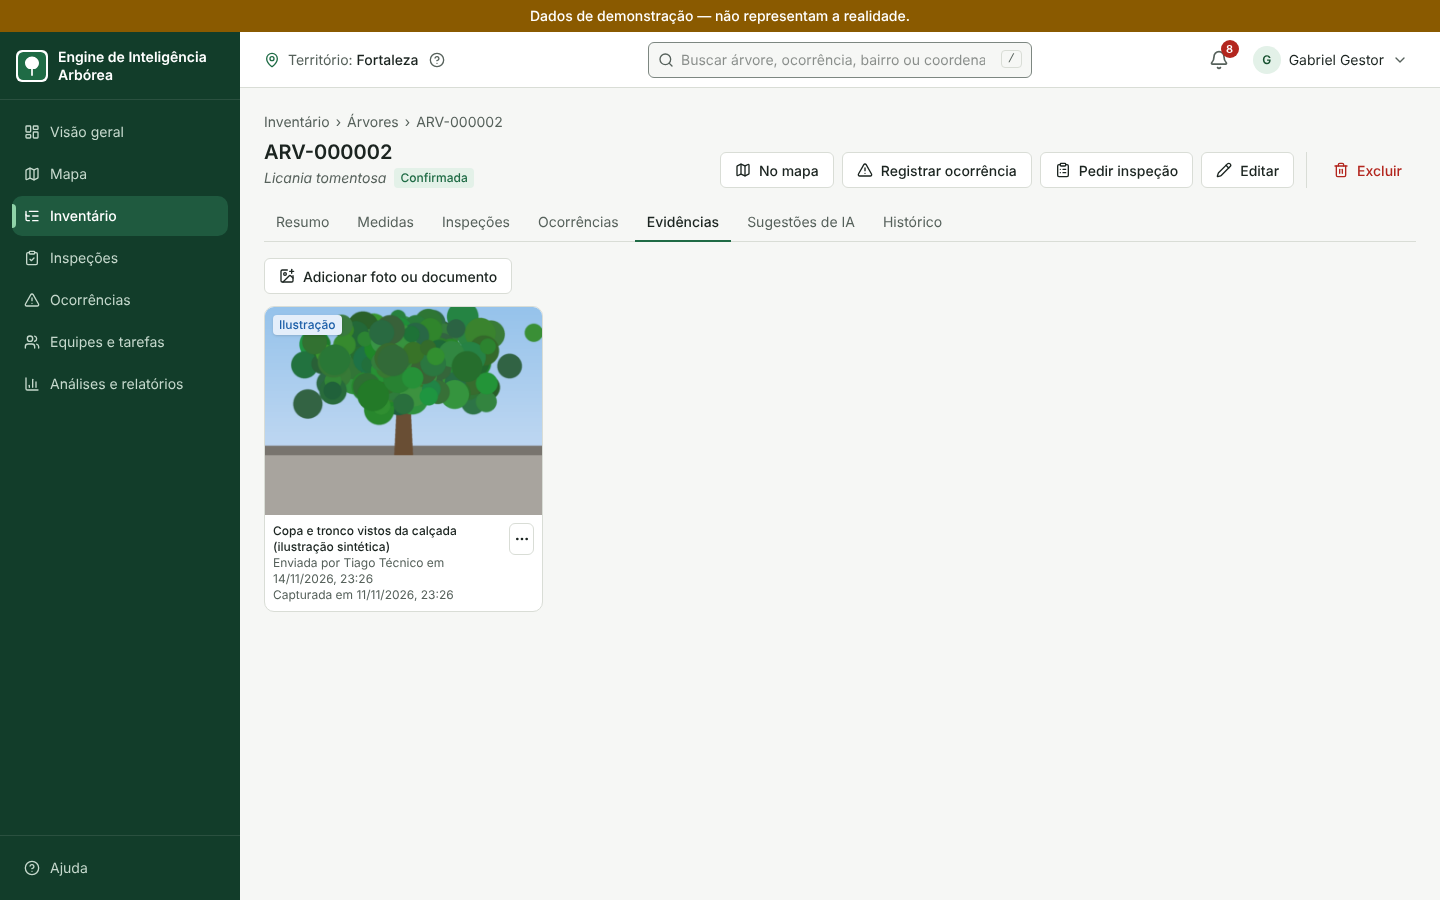 Dados de demonstração — não representam a realidade.
Engine de Inteligência
Arbórea
Território: Fortaleza
Buscar árvore, ocorrência, bairro ou coordena
/
8
G
Gabriel Gestor
Visão geral
Mapa
Inventário
Inspeções
Ocorrências
Equipes e tarefas
Análises e relatórios
Ajuda
Inventário › Árvores › ARV-000002
ARV-000002
Licania tomentosa Confirmada
No mapa
Registrar ocorrência
Pedir inspeção
Editar
Excluir
Resumo Medidas Inspeções Ocorrências Evidências Sugestões de IA Histórico
Adicionar foto ou documento
Ilustração
Copa e tronco vistos da calçada
(ilustração sintética)
Enviada por Tiago Técnico em
14/11/2026, 23:26
Capturada em 11/11/2026, 23:26